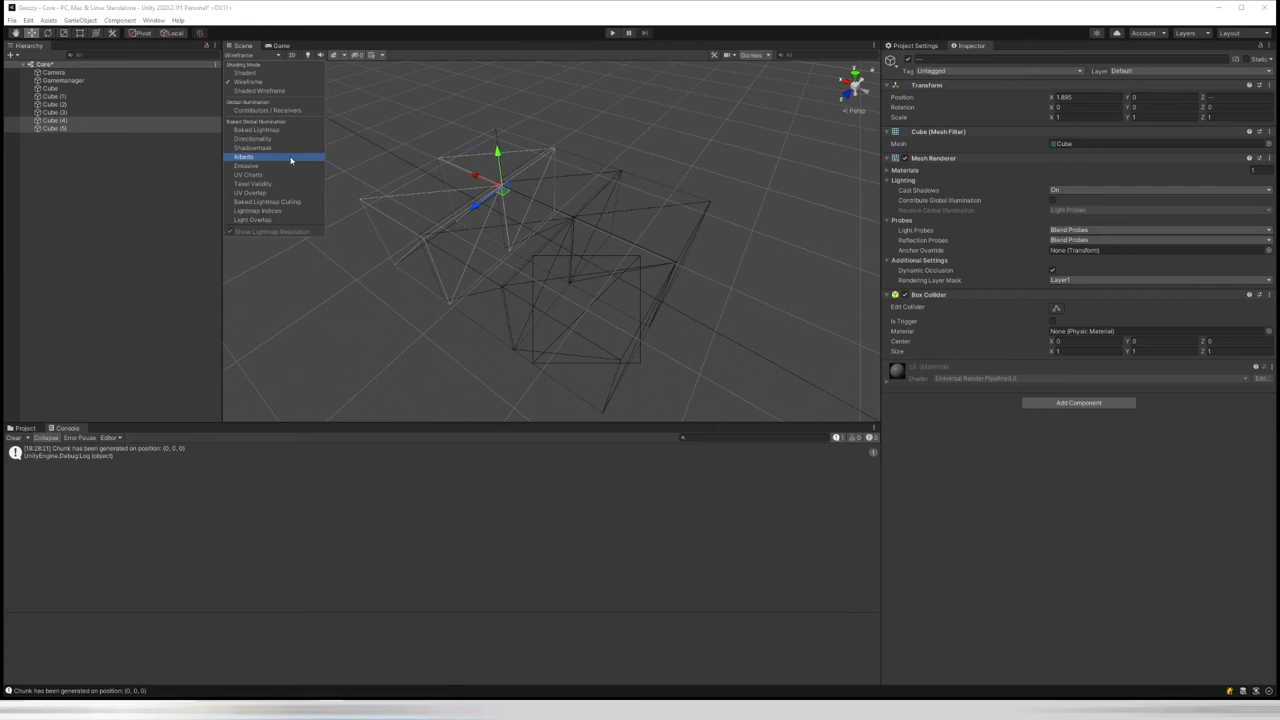 Geozzy - Core - PC, Mac & Linux Standalone - Unity 2020.2.1f1 Personal* <DX11>
File Edit Assets GameObject Component Window Help
Pivot Local Account Layers Layout
Hierarchy
All
Core*
Camera
Gamemanager
Cube
Cube (1)
Cube (2)
Cube (3)
Cube (4)
Cube (5)
Scene Game
Wireframe 2D Gizmos All
Shading Mode
Shaded
Wireframe
Shaded Wireframe
Global Illumination
Contributors / Receivers
Baked Global Illumination
Baked Lightmap
Directionality
Shadowmask
Albedo
Emissive
UV Charts
Texel Validity
UV Overlap
Baked Lightmap Culling
Lightmap Indices
Light Overlap
Show Lightmap Resolution
y
x
z
< Persp
Project Settings Inspector
Static
Tag Untagged Layer Default
Transform
Position X 1.895 Y 0 Z —
Rotation X 0 Y 0 Z 0
Scale X 1 Y 1 Z 1
Cube (Mesh Filter)
Mesh Cube
Mesh Renderer
Materials 1
Lighting
Cast Shadows On
Contribute Global Illumination
Receive Global Illumination Light Probes
Probes
Light Probes Blend Probes
Reflection Probes Blend Probes
Anchor Override None (Transform)
Additional Settings
Dynamic Occlusion
Rendering Layer Mask Layer1
Box Collider
Edit Collider
Is Trigger
Material None (Physic Material)
Center X 0 Y 0 Z 0
Size X 1 Y 1 Z 1
Lit (Material)
Shader Universal Render Pipeline/Lit Edit...
Add Component
Project Console
Clear Collapse Error Pause Editor 1 0 0
[18:28:21] Chunk has been generated on position: (0, 0, 0)
UnityEngine.Debug:Log (object)
1
Chunk has been generated on position: (0, 0, 0)